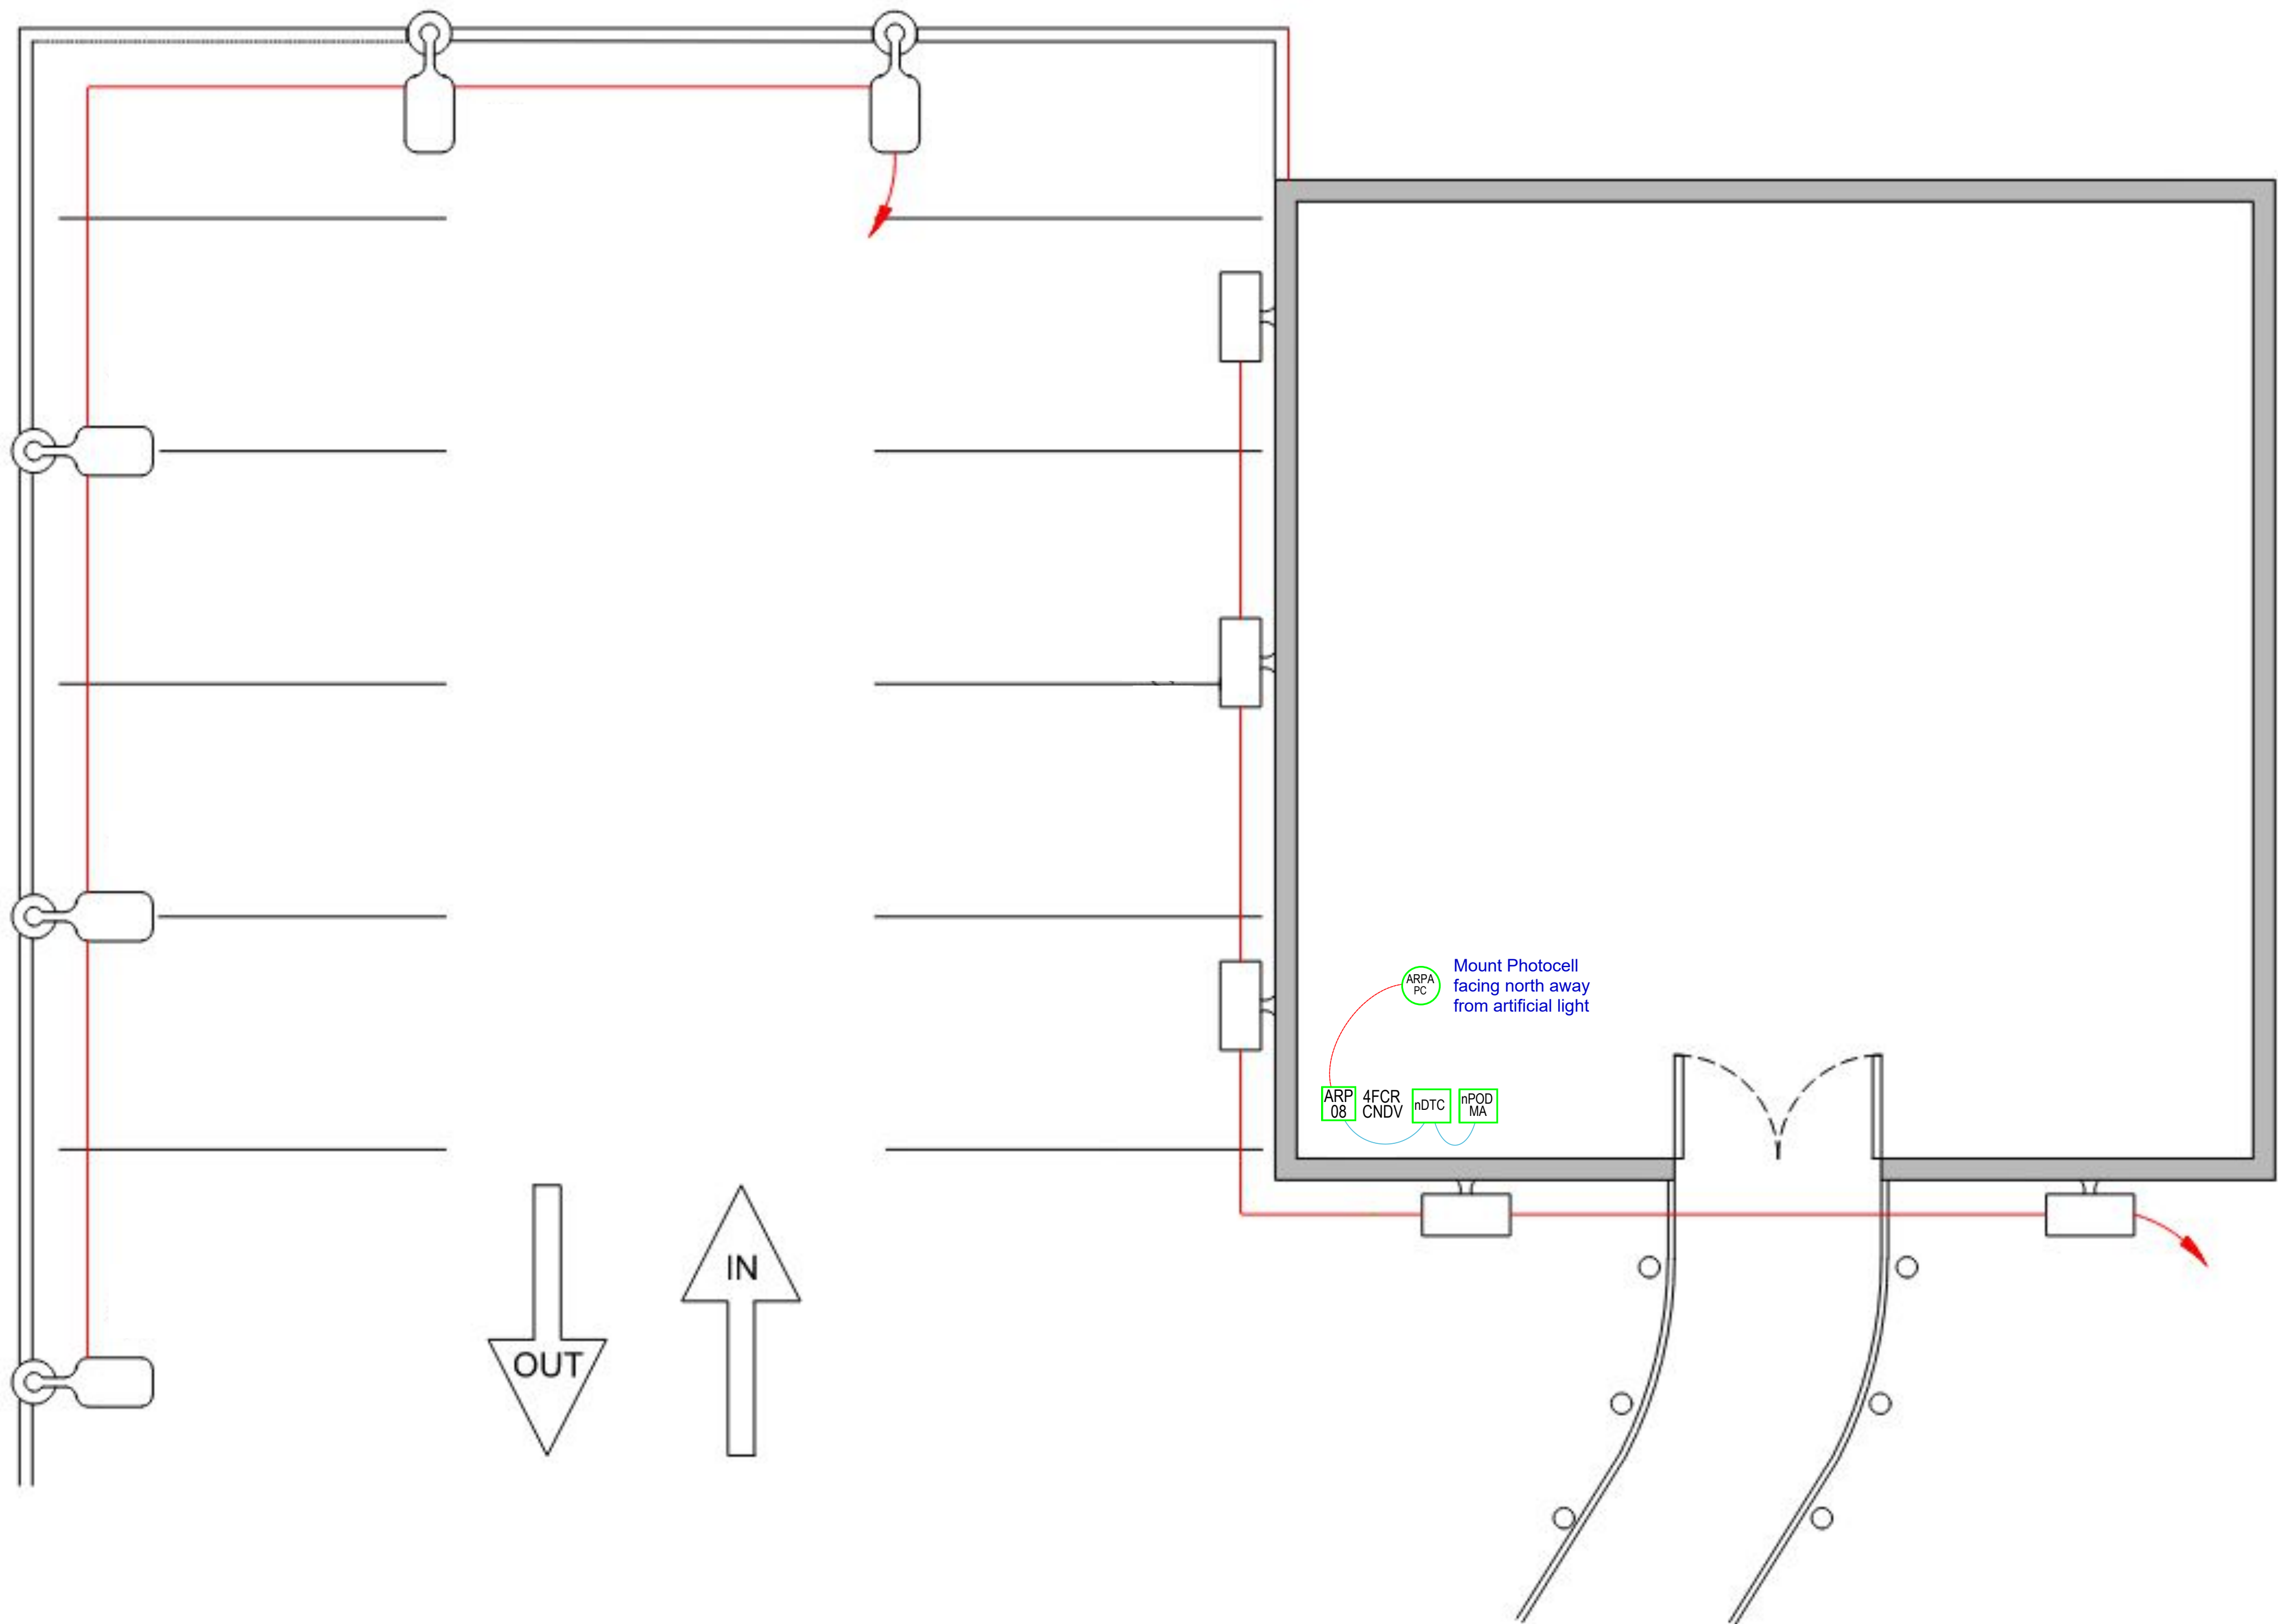 ARPA
PC
Mount Photocell
facing north away
from artificial light
ARP
08
4FCR
CNDV
nDTC
nPOD
MA
IN
OUT